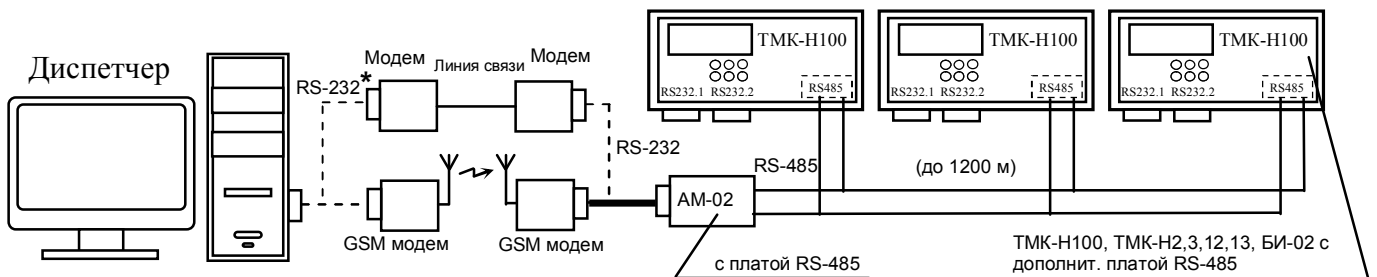 Диспетчер
RS-232*
Модем
Линия связи
Модем
GSM модем
GSM модем
RS-232
ТМК-Н100
RS232.1 RS232.2
RS485
ТМК-Н100
RS232.1 RS232.2
RS485
ТМК-Н100
RS232.1 RS232.2
RS485
RS-485
(до 1200 м)
АМ-02
с платой RS-485
ТМК-Н100, ТМК-Н2,3,12,13, БИ-02 с
дополнит. платой RS-485